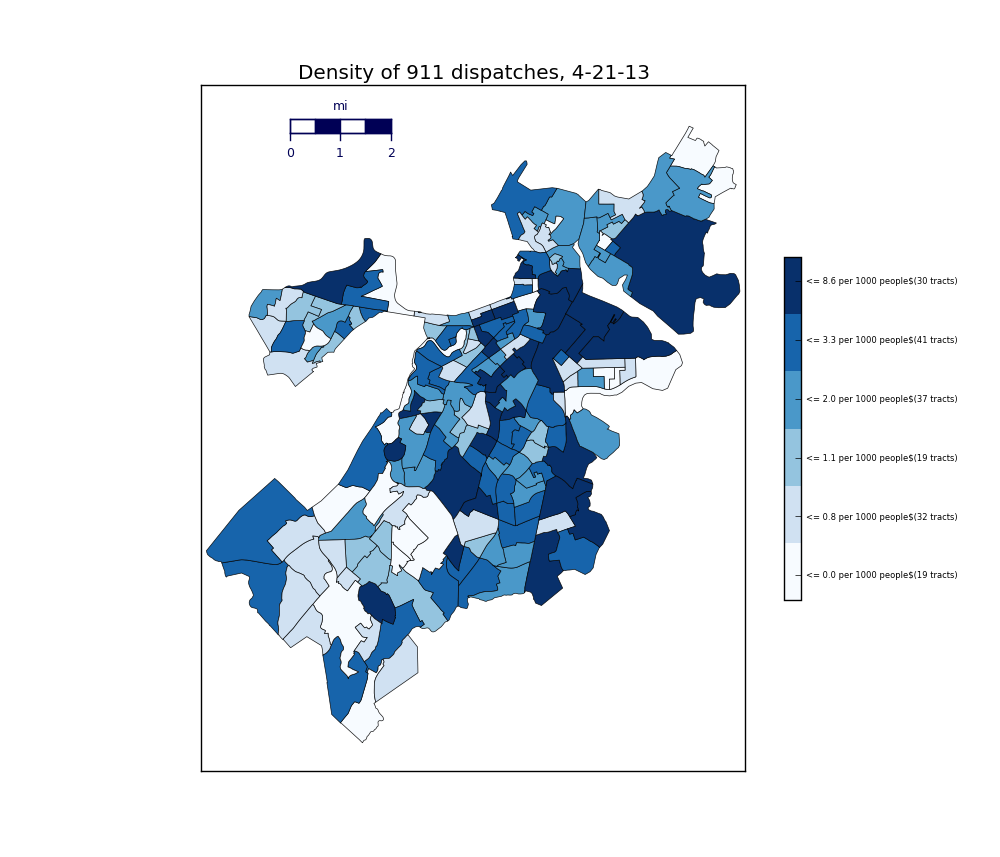 Density of 911 dispatches, 4-21-13
mi
0 1 2
<= 8.6 per 1000 people$(30 tracts)
<= 3.3 per 1000 people$(41 tracts)
<= 2.0 per 1000 people$(37 tracts)
<= 1.1 per 1000 people$(19 tracts)
<= 0.8 per 1000 people$(32 tracts)
<= 0.0 per 1000 people$(19 tracts)